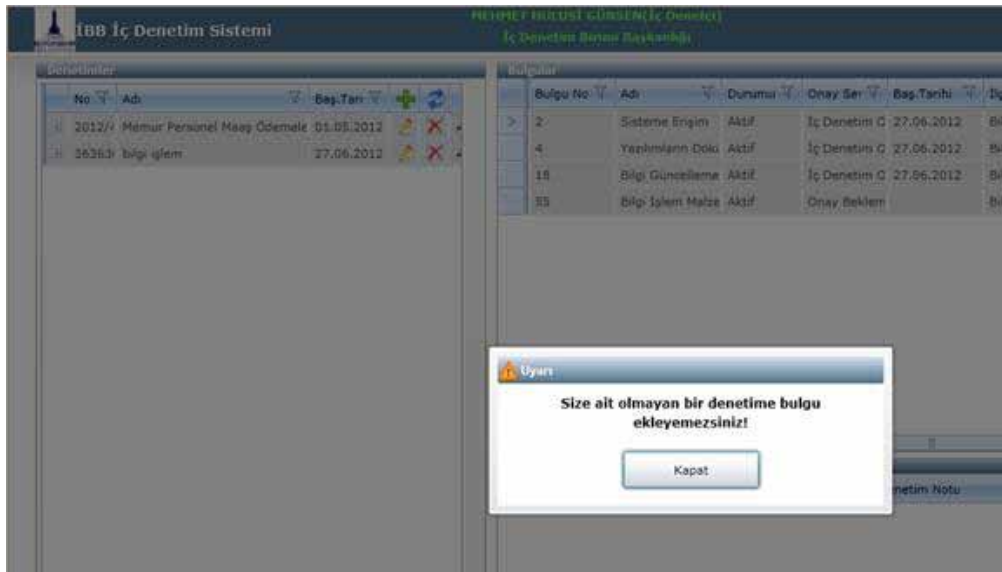 İBB İç Denetim Sistemi
MEHMET HULUSİ GÜNŞEN(İç Denetçi)
İç Denetim Birimi Başkanlığı
Denetimler
No Adı Baş.Tari
2012/4 Memur Personel Maaş Ödemele 01.05.2012
bilgi işlem 27.06.2012
Bulgular
Bulgu No Adı Durumu Onay Ser Baş.Tarihi
> 2 Sisteme Erişim Aktif İç Denetim 27.06.2012
4 Yazılımların Dokü Aktif İç Denetim 27.06.2012
18 Bilgi Güncelleme Aktif İç Denetim 27.06.2012
55 Bilgi İşlem Malze Aktif Onay Beklem
Uyarı
Size ait olmayan bir denetime bulgu
ekleyemezsiniz!
Kapat
netim Notu